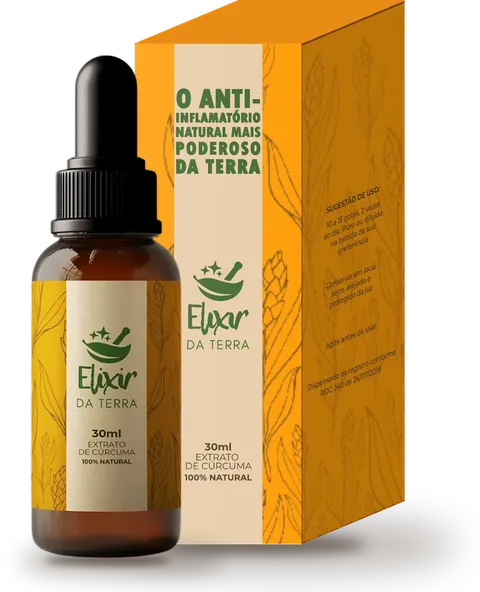 O ANTI-
INFLAMATÓRIO
NATURAL MAIS
PODEROSO
DA TERRA
Elixir
DA TERRA
30ml
EXTRATO
DE CÚRCUMA
100% NATURAL
Elixir
DA TERRA
30ml
EXTRATO
DE CÚRCUMA
100% NATURAL
SUGESTÃO DE USO:
10 a 15 gotas, 2 vezes
ao dia. Puro ou diluído
na bebida de sua
preferência
Conservar em local
seco, arejado e
protegido da luz
Agite antes de usar
Dispensado de registro conforme
RDC 240 de 26/07/2018